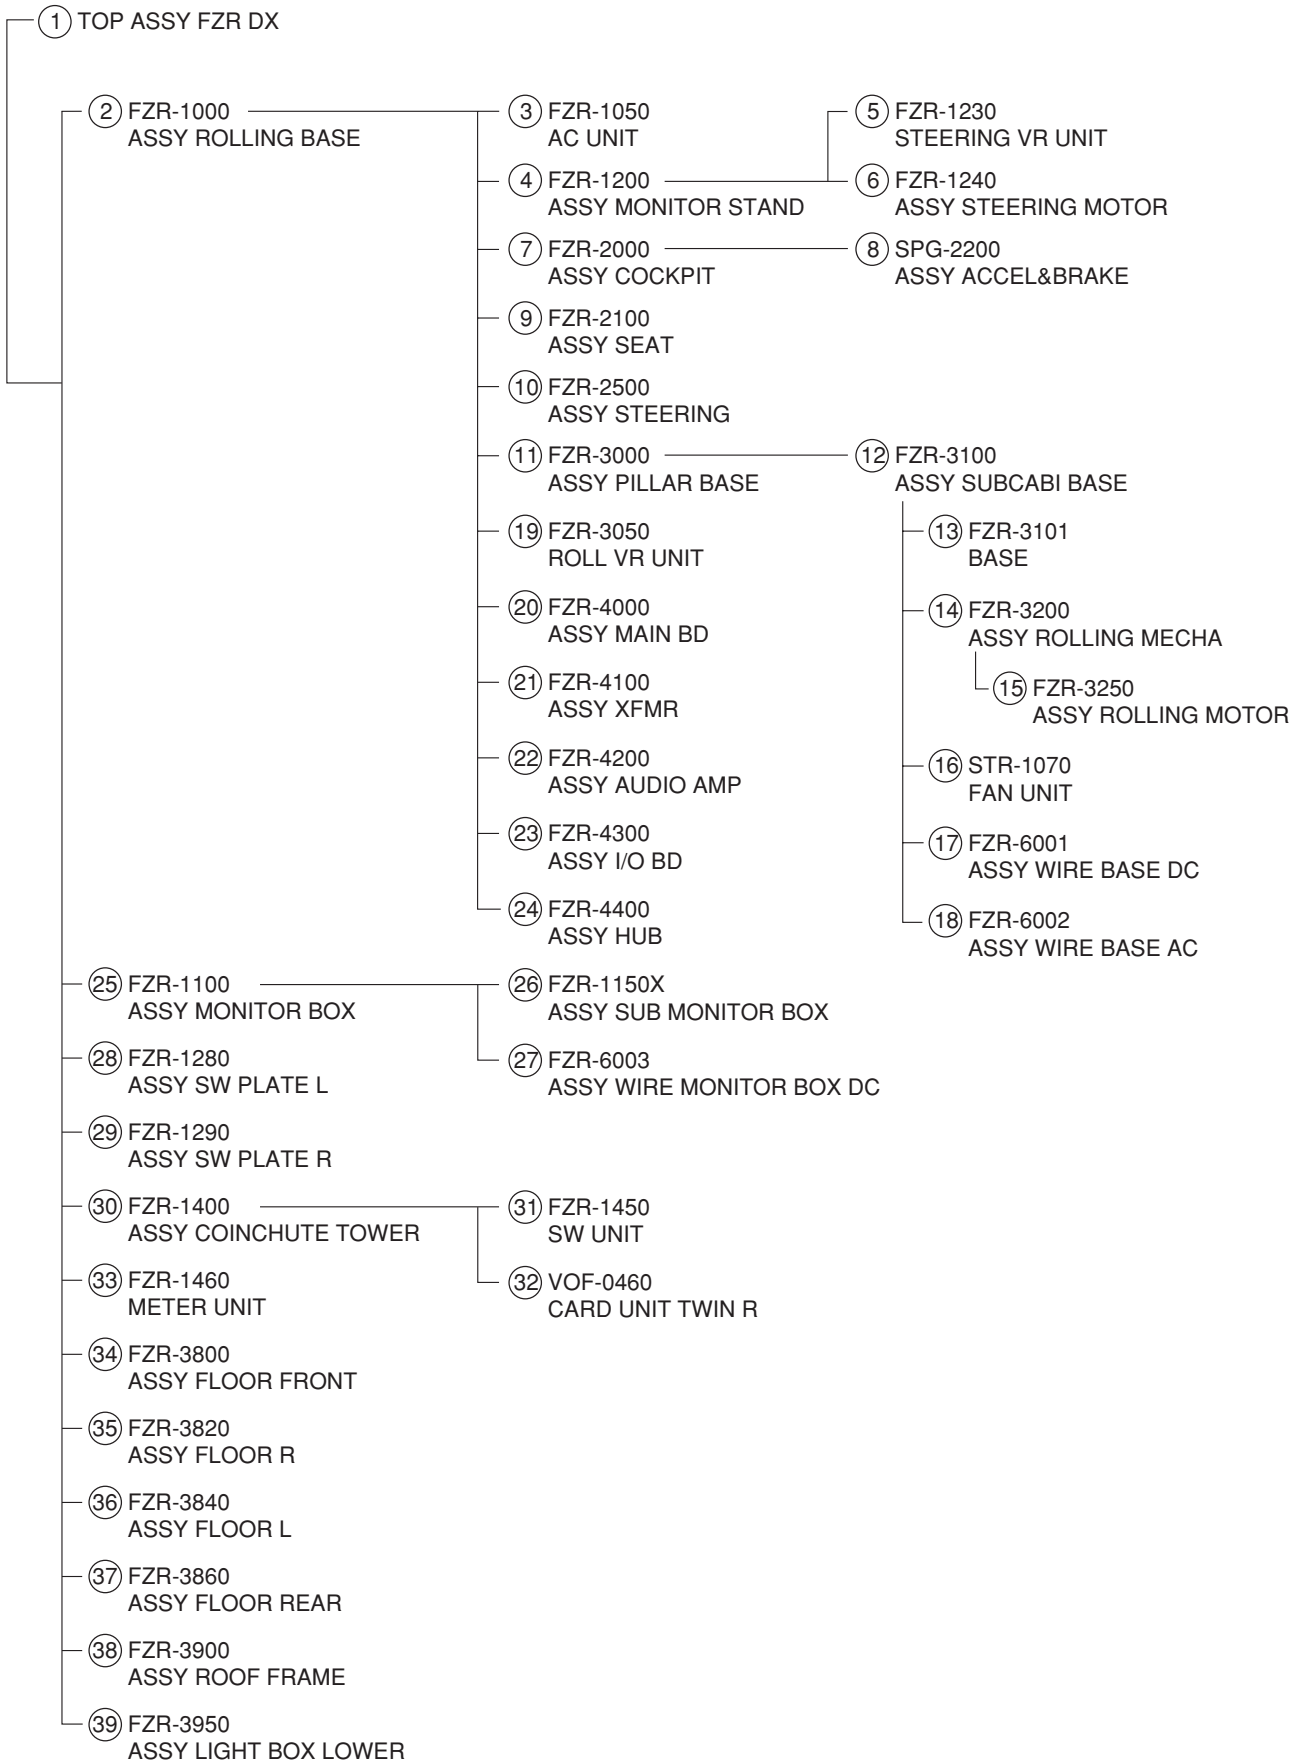 1 TOP ASSY FZR DX
2 FZR-1000
ASSY ROLLING BASE
3 FZR-1050
AC UNIT
4 FZR-1200
ASSY MONITOR STAND
5 FZR-1230
STEERING VR UNIT
6 FZR-1240
ASSY STEERING MOTOR
7 FZR-2000
ASSY COCKPIT
8 SPG-2200
ASSY ACCEL&BRAKE
9 FZR-2100
ASSY SEAT
10 FZR-2500
ASSY STEERING
11 FZR-3000
ASSY PILLAR BASE
12 FZR-3100
ASSY SUBCABI BASE
13 FZR-3101
BASE
14 FZR-3200
ASSY ROLLING MECHA
15 FZR-3250
ASSY ROLLING MOTOR
16 STR-1070
FAN UNIT
17 FZR-6001
ASSY WIRE BASE DC
18 FZR-6002
ASSY WIRE BASE AC
19 FZR-3050
ROLL VR UNIT
20 FZR-4000
ASSY MAIN BD
21 FZR-4100
ASSY XFMR
22 FZR-4200
ASSY AUDIO AMP
23 FZR-4300
ASSY I/O BD
24 FZR-4400
ASSY HUB
25 FZR-1100
ASSY MONITOR BOX
26 FZR-1150X
ASSY SUB MONITOR BOX
27 FZR-6003
ASSY WIRE MONITOR BOX DC
28 FZR-1280
ASSY SW PLATE L
29 FZR-1290
ASSY SW PLATE R
30 FZR-1400
ASSY COINCHUTE TOWER
31 FZR-1450
SW UNIT
32 VOF-0460
CARD UNIT TWIN R
33 FZR-1460
METER UNIT
34 FZR-3800
ASSY FLOOR FRONT
35 FZR-3820
ASSY FLOOR R
36 FZR-3840
ASSY FLOOR L
37 FZR-3860
ASSY FLOOR REAR
38 FZR-3900
ASSY ROOF FRAME
39 FZR-3950
ASSY LIGHT BOX LOWER